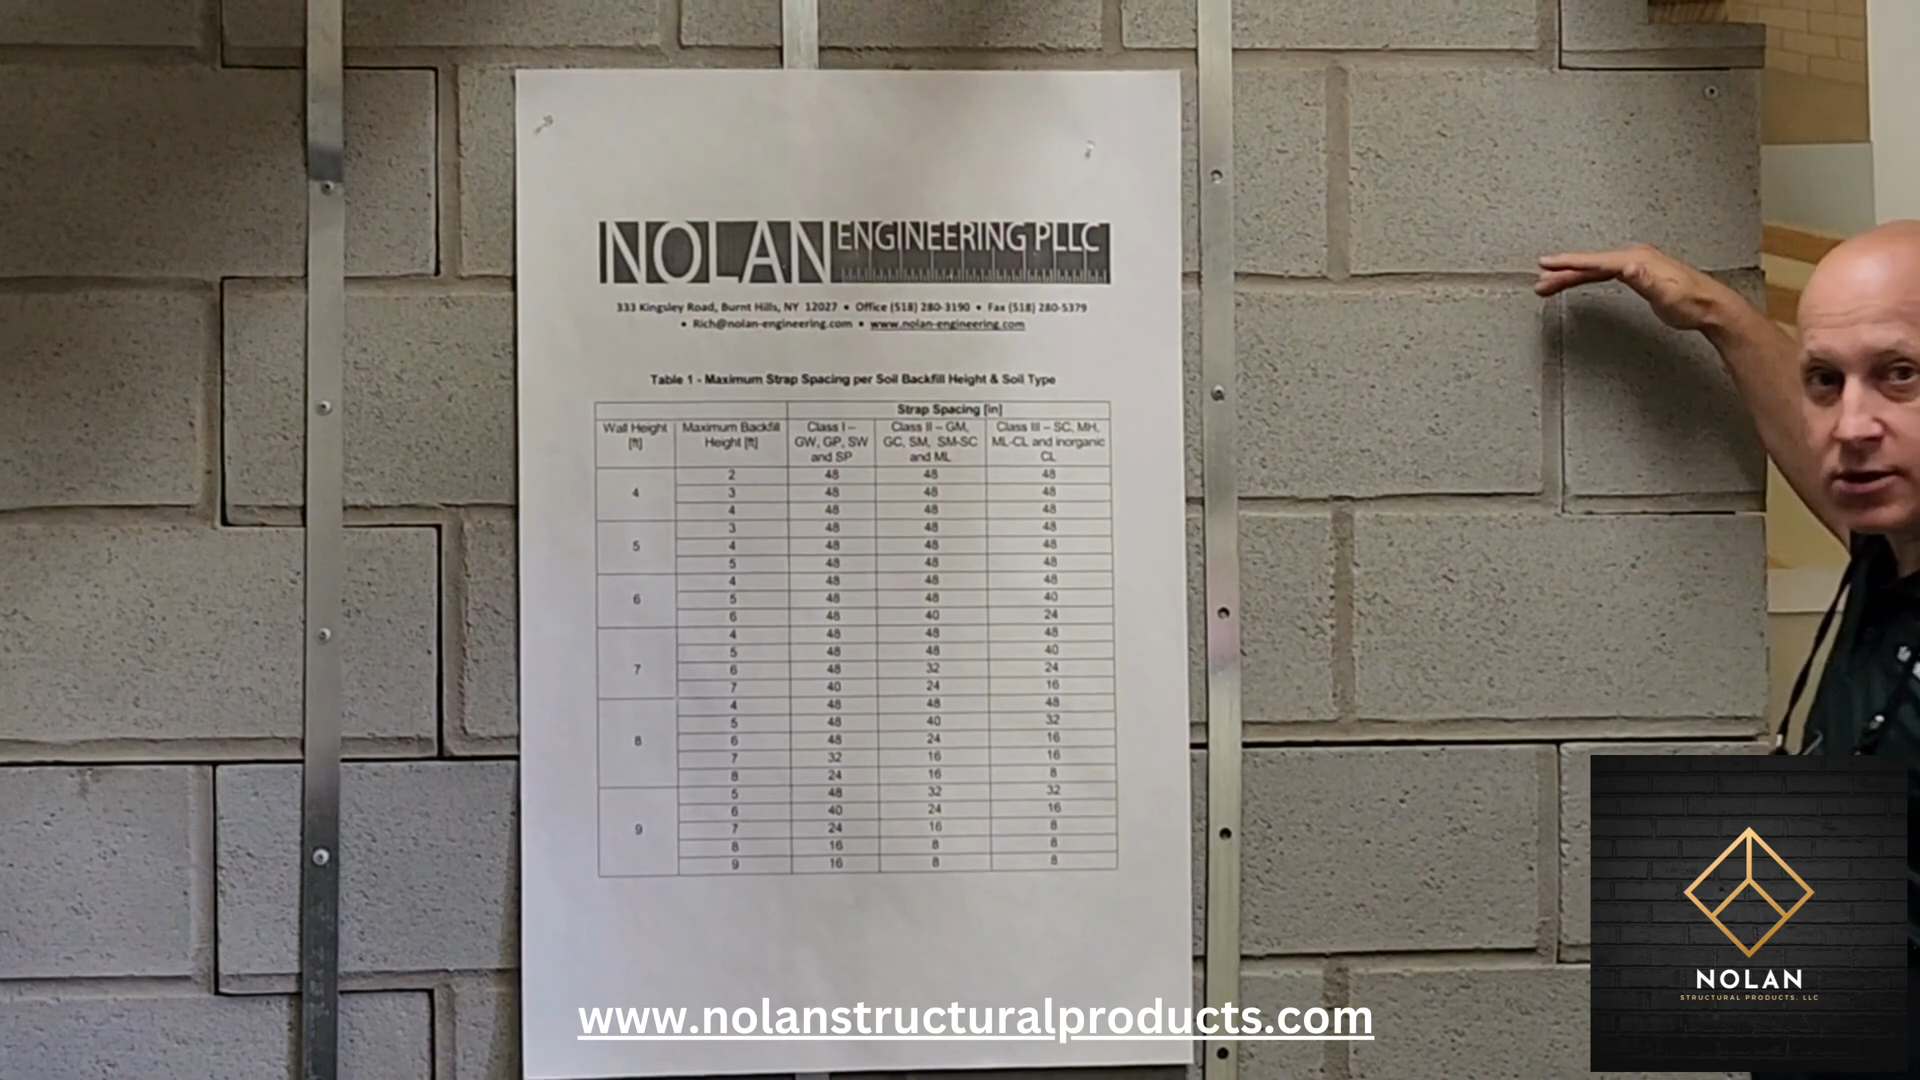 NOLAN ENGINEERING PLLC
333 Kingsley Road, Burnt Hills, NY 12027 • Office (518) 280-3190 • Fax (518) 280-5379
• Rich@nolan-engineering.com • www.nolan-engineering.com
Table 1 - Maximum Strap Spacing per Soil Backfill Height & Soil Type
Strap Spacing [in]
Wall Height [ft] Maximum Backfill Height [ft] Class I – GW, GP, SW and SP Class II – GM, GC, SM, SM-SC and ML Class III – SC, MH, ML-CL and inorganic CL
4 2 48 48 48
3 48 48 48
4 48 48 48
5 3 48 48 48
4 48 48 48
5 48 48 48
6 4 48 48 48
5 48 48 40
6 48 40 24
7 4 48 48 48
5 48 48 40
6 48 32 24
7 40 24 16
8 4 48 48 48
5 48 40 32
6 48 24 16
7 32 16 16
8 24 16 8
9 5 48 32 32
6 40 24 16
7 24 16 8
8 16 8 8
9 16 8 8
www.nolanstructuralproducts.com
NOLAN
STRUCTURAL PRODUCTS, LLC